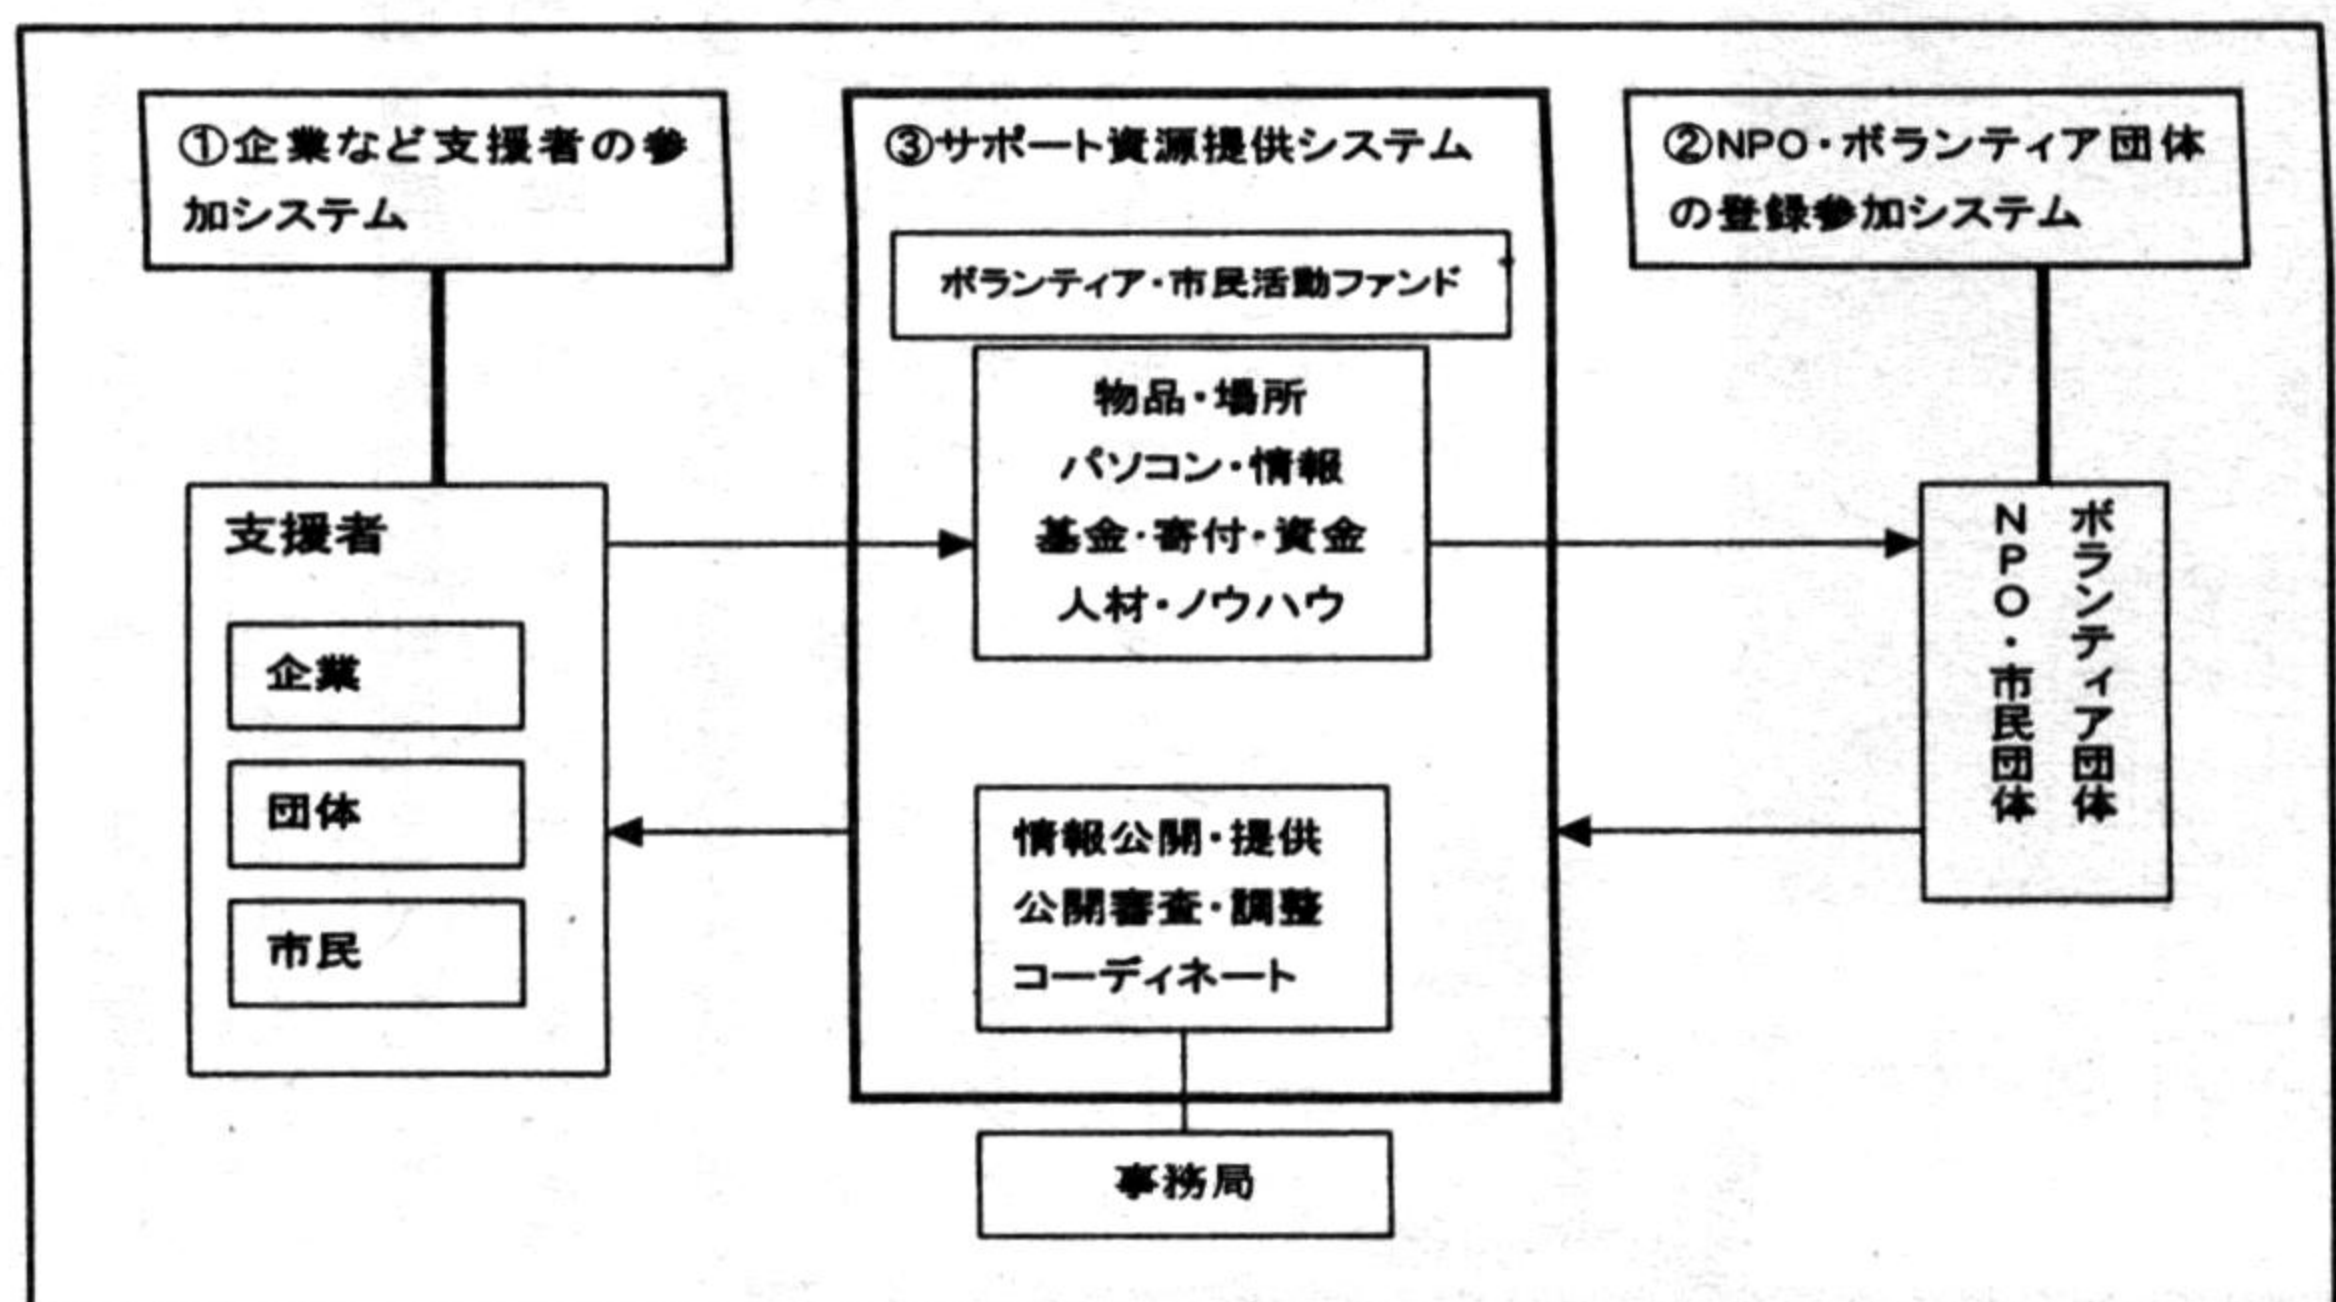 ①企業など支援者の参
加システム
③サポート資源提供システム
②NPO・ボランティア団体
の登録参加システム
ボランティア・市民活動ファンド
物品・場所
パソコン・情報
基金・寄付・資金
人材・ノウハウ
支援者
企業
団体
市民
ボランティア団体
NPO・市民団体
情報公開・提供
公開審査・調整
コーディネート
事務局